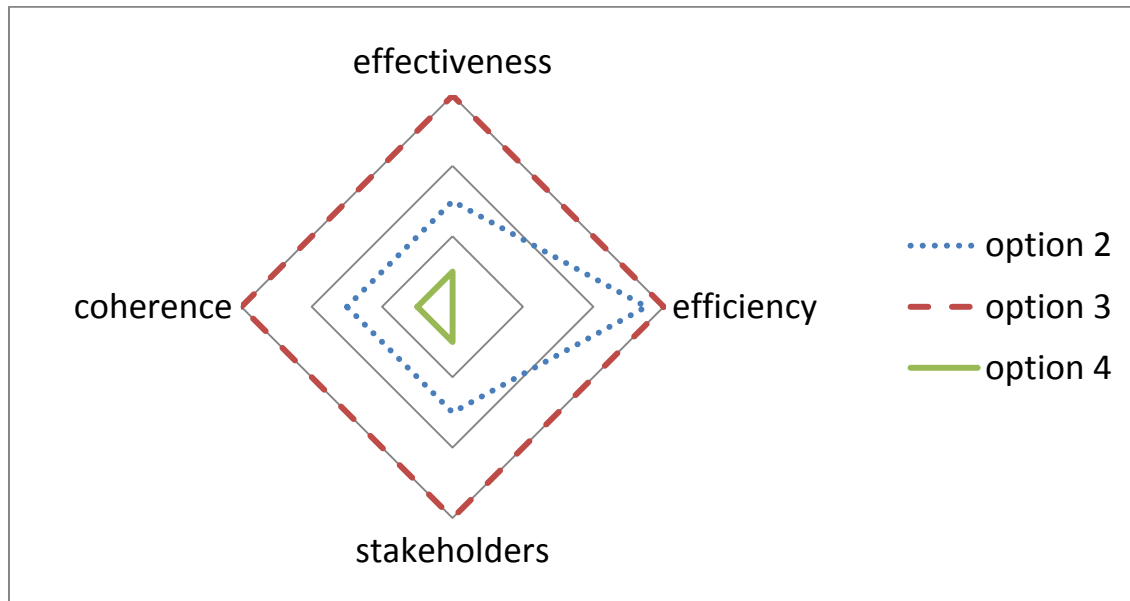 effectiveness
coherence
efficiency
stakeholders
option 2
option 3
option 4